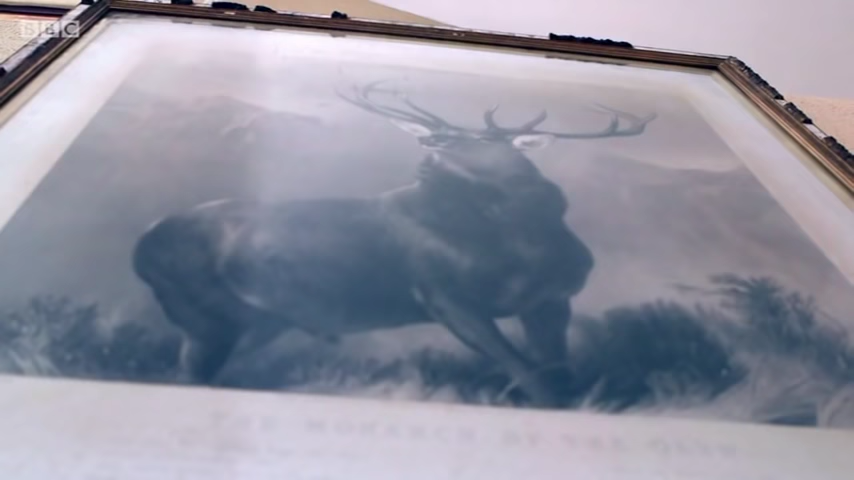 BBC
THE MONARCH OF THE GLEN